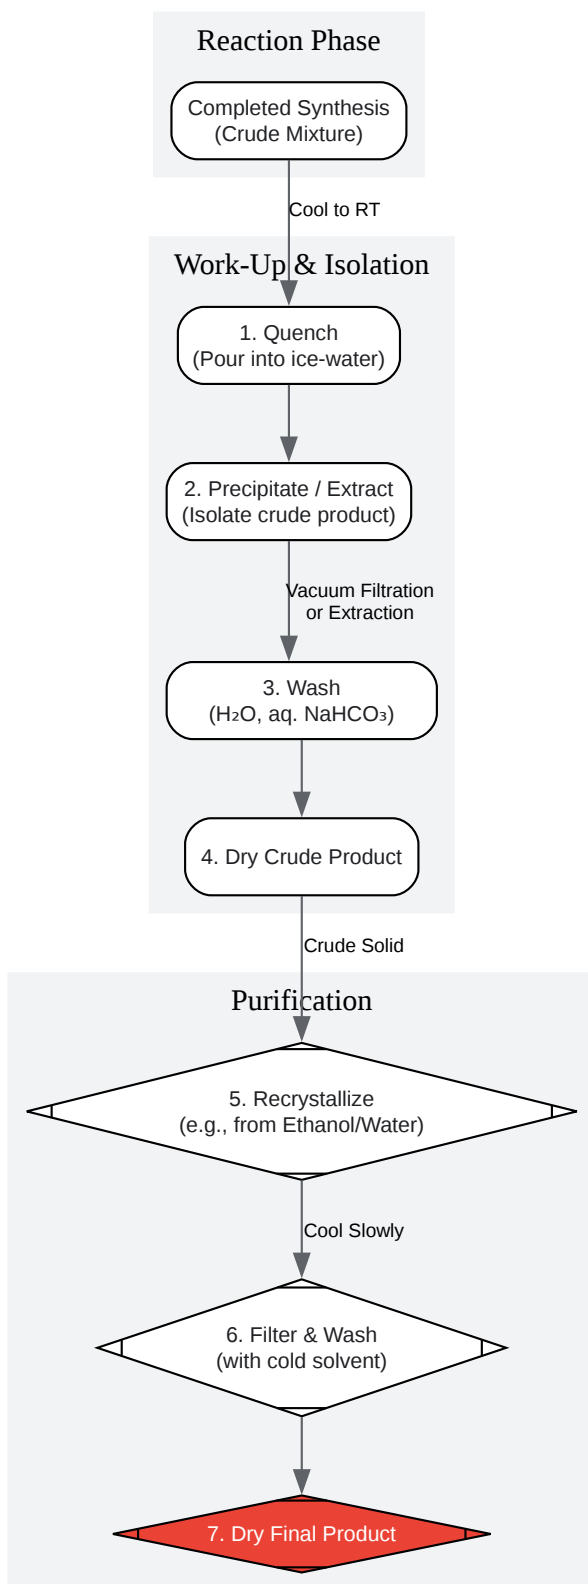 Reaction Phase
Completed Synthesis
(Crude Mixture)
Cool to RT
Work-Up & Isolation
1. Quench
(Pour into ice-water)
2. Precipitate / Extract
(Isolate crude product)
Vacuum Filtration
or Extraction
3. Wash
(H₂O, aq. NaHCO₃)
4. Dry Crude Product
Crude Solid
Purification
5. Recrystallize
(e.g., from Ethanol/Water)
Cool Slowly
6. Filter & Wash
(with cold solvent)
7. Dry Final Product